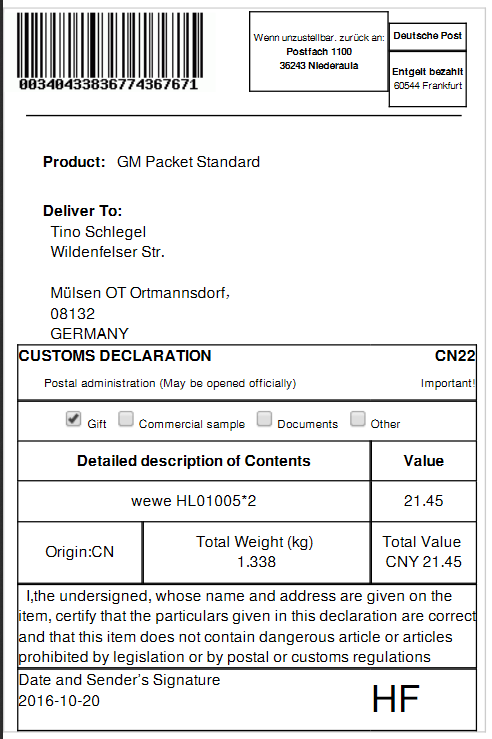 Wenn unzustellbar. zurück an:
Postfach 1100
36243 Niederaula
Deutsche Post
Entgelt bezahlt
60544 Frankfurt
00340433836774367671
Product: GM Packet Standard
Deliver To:
Tino Schlegel
Wildenfelser Str.
Mülsen OT Ortmannsdorf,
08132
GERMANY
CUSTOMS DECLARATION CN22
Postal administration (May be opened officially) Important!
Gift Commercial sample Documents Other
Detailed description of Contents Value
wewe HL01005*2 21.45
Origin:CN
Total Weight (kg)
1.338
Total Value
CNY 21.45
I,the undersigned, whose name and address are given on the
item, certify that the particulars given in this declaration are correct
and that this item does not contain dangerous article or articles
prohibited by legislation or by postal or customs regulations
Date and Sender's Signature
2016-10-20
HF